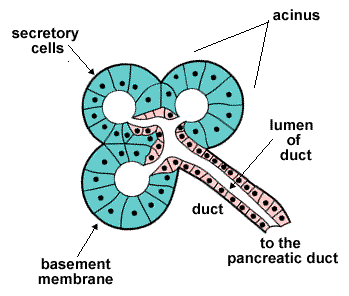 acinus
secretory
cells
lumen
of
duct
duct
to the
pancreatic duct
basement
membrane